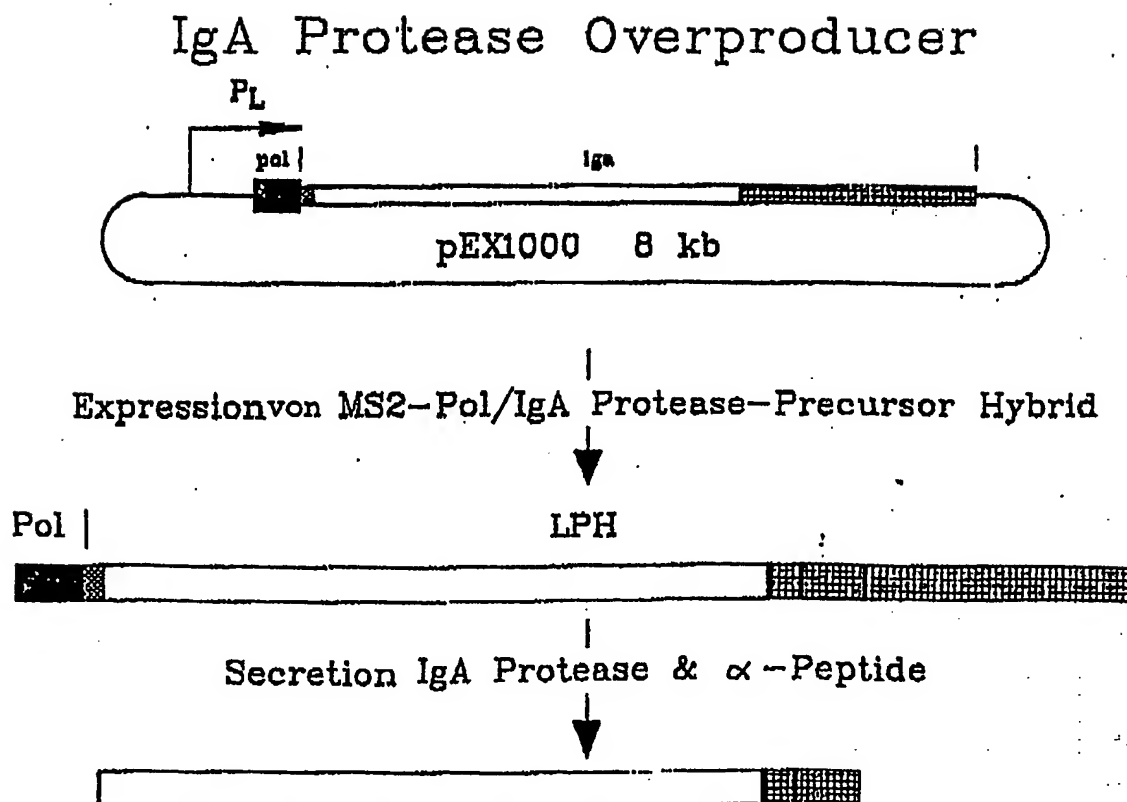 IgA Protease Overproducer
PL
pol iga
pEX1000 8 kb
Expressionvon MS2-Pol/IgA Protease-Precursor Hybrid
Pol LPH
Secretion IgA Protease & α-Peptide